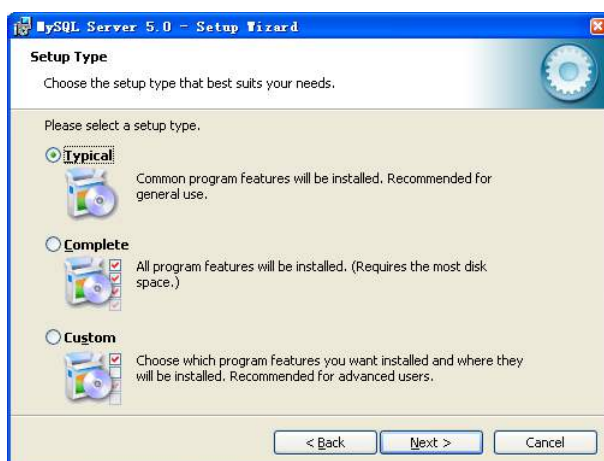 MySQL Server 5.0 - Setup Wizard
Setup Type
Choose the setup type that best suits your needs.
Please select a setup type.
Typical
Common program features will be installed. Recommended for
general use.
Complete
All program features will be installed. (Requires the most disk
space.)
Custom
Choose which program features you want installed and where they
will be installed. Recommended for advanced users.
< Back
Next >
Cancel